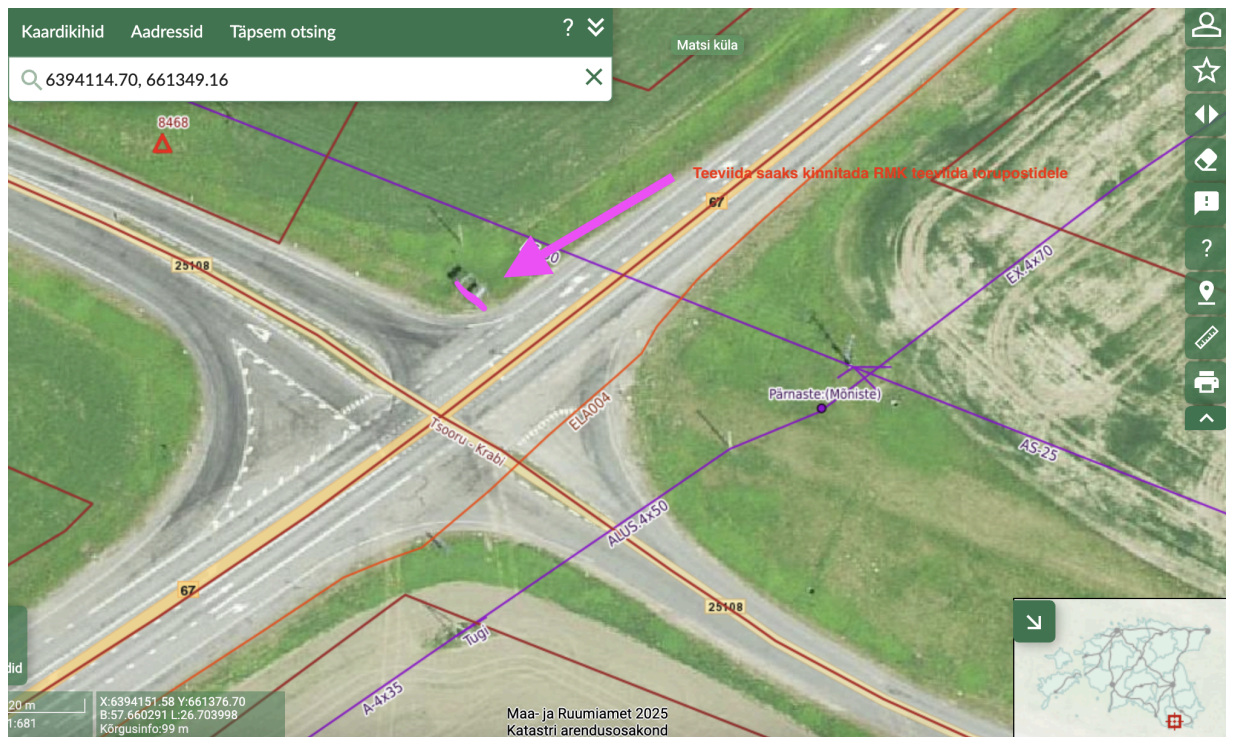 Kaardikihid Aadressid Täpsem otsing ?
6394114.70, 661349.16
Matsi küla
8468
Teeviida saaks kinnitada RMK teeviida torupostidele
67
25108
?
EX.4x70
Pärnaste:(Mõniste)
ELA004
Tsooru - Krabi
AS-25
ALUS.4x50
67
25108
Tugi
did
A-4x35
20 m
1:681
X:6394151.58 Y:661376.70
B:57.660291 L:26.703998
Kõrgusinfo:99 m
Maa- ja Ruumiamet 2025
Katastri arendusosakond